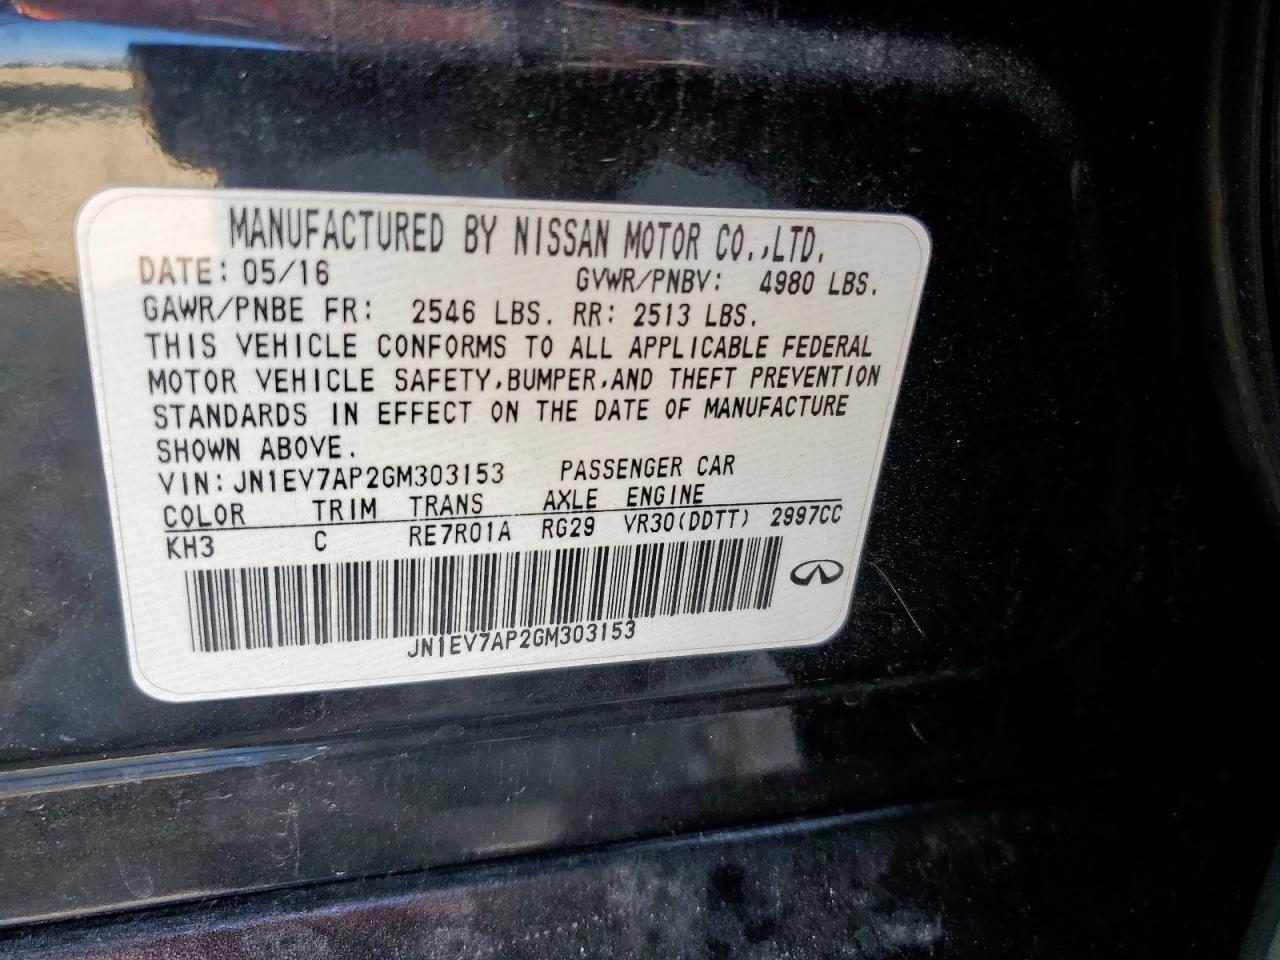 MANUFACTURED BY NISSAN MOTOR CO.,LTD.
DATE: 05/16 GVWR/PNBV: 4980 LBS.
GAWR/PNBE FR: 2546 LBS. RR: 2513 LBS.
THIS VEHICLE CONFORMS TO ALL APPLICABLE FEDERAL
MOTOR VEHICLE SAFETY,BUMPER,AND THEFT PREVENTION
STANDARDS IN EFFECT ON THE DATE OF MANUFACTURE
SHOWN ABOVE.
VIN:JN1EV7AP2GM303153 PASSENGER CAR
COLOR TRIM TRANS AXLE ENGINE
KH3 C RE7R01A RG29 VR30(DDTT) 2997CC
JN1EV7AP2GM303153